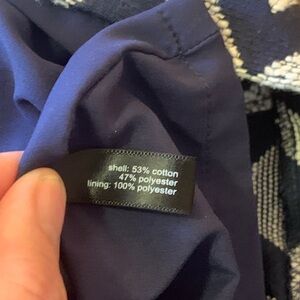 shell: 53% cotton
47% polyester
lining: 100% polyester